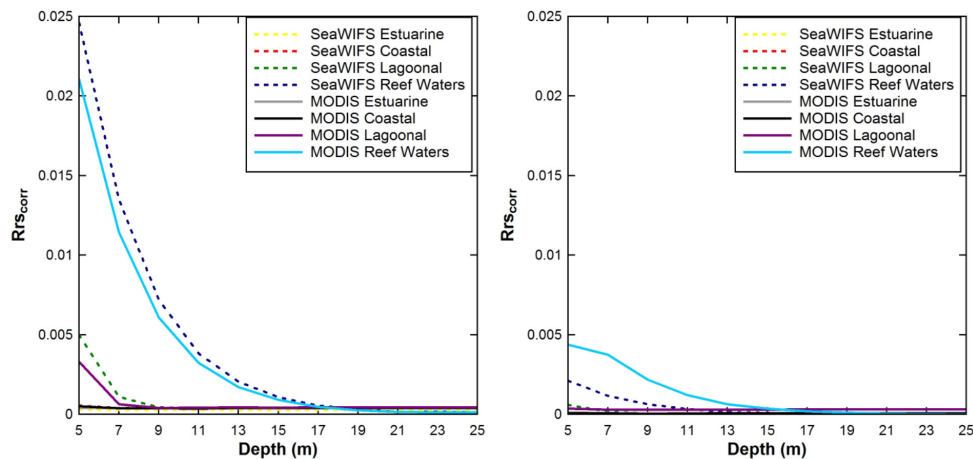 0.025
0.02
0.015
0.01
0.005
0
Rrscorr
5 7 9 11 13 15 17 19 21 23 25
Depth (m)
SeaWIFS Estuarine
SeaWIFS Coastal
SeaWIFS Lagoonal
SeaWIFS Reef Waters
MODIS Estuarine
MODIS Coastal
MODIS Lagoonal
MODIS Reef Waters
0.025
0.02
0.015
0.01
0.005
0
Rrscorr
5 7 9 11 13 15 17 19 21 23 25
Depth (m)
SeaWIFS Estuarine
SeaWIFS Coastal
SeaWIFS Lagoonal
SeaWIFS Reef Waters
MODIS Estuarine
MODIS Coastal
MODIS Lagoonal
MODIS Reef Waters